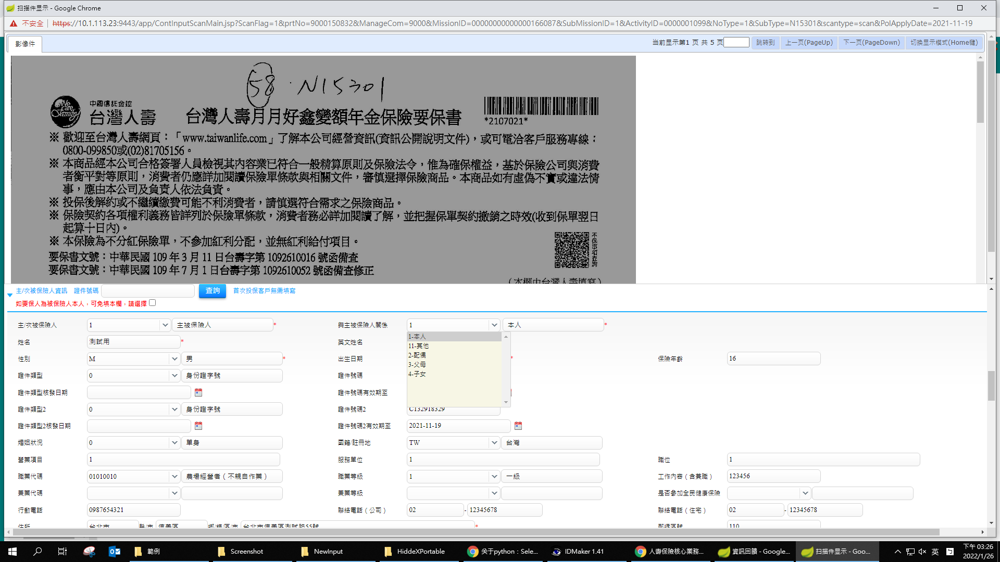 扫描件显示 - Google Chrome
不安全 | https://10.1.113.23:9443/app/ContInputScanMain.jsp?ScanFlag=1&prtNo=9000150832&ManageCom=9000&MissionID=00000000000000166087&SubMissionID=1&ActivityID=0000001099&NoType=1&SubType=N15301&scantype=scan&PolApplyDate=2021-11-19
影像件
当前显示第1 页 共 5 页 跳转到 上一页(PageUp) 下一页(PageDown) 切换显示模式(Home键)
58 · N15301
We are family 中國信託金控
台灣人壽 台灣人壽月月好鑫變額年金保險要保書
*2107021*
※ 歡迎至台灣人壽網頁：「www.taiwanlife.com」了解本公司經營資訊(資訊公開說明文件)，或可電洽客戶服務專線：
0800-099850或(02)81705156。
※ 本商品經本公司合格簽署人員檢視其內容業已符合一般精算原則及保險法令，惟為確保權益，基於保險公司與消費
者衡平對等原則，消費者仍應詳加閱讀保險單條款與相關文件，審慎選擇保險商品。本商品如有虛偽不實或違法情
事，應由本公司及負責人依法負責。
※ 投保後解約或不繼續繳費可能不利消費者，請慎選符合需求之保險商品。
※ 保險契約各項權利義務皆詳列於保險單條款，消費者務必詳加閱讀了解，並把握保單契約撤銷之時效(收到保單翌日
起算十日內)。
※ 本保險為不分紅保險單，不參加紅利分配，並無紅利給付項目。
要保書文號：中華民國 109 年 3 月 11 日台壽字第 1092610016 號函備查
要保書文號：中華民國 109 年 7 月 1 日台壽字第 1092610052 號函備查修正
（本欄由台灣人壽填寫）
主/次被保險人資訊 證件號碼 查詢 首次投保客戶無需填寫
如要保人為被保險人本人，可免填本欄，請選擇
主/次被保險人 1 主被保險人 * 與主被保險人關係 1 本人 *
1-本人
11-其他
2-配偶
3-父母
4-子女
姓名 測試用 * 英文姓名
性別 M 男 * 出生日期 * 保險年齡 16
證件類型 0 身份證字號 證件號碼
證件類型核發日期 證件號碼有效期至
證件類型2 0 身份證字號 證件號碼2 C132918329
證件類型2核發日期 證件號碼2有效期至 2021-11-19
婚姻狀況 0 單身 國籍/註冊地 TW 台灣
營業項目 1 服務單位 1 職位 1
職業代碼 01010010 農場經營者（不親自作業） 職業等級 1 一級 工作內容（含兼職） 123456
兼業代碼 兼業等級 是否參加全民健康保險
行動電話 0987654321 聯絡電話（公司） 02 - 12345678 聯絡電話（住宅） 02 - 12345678
住所 台北市 縣/市 信義區 鄉/鎮/區/市 台北市信義區測試路55號 * 郵遞區號 110
範例 Screenshot NewInput HiddeXPortable 关于python：Sele... IDMaker 1.41 人壽保險核心業務... 資訊回饋 - Google... 扫描件显示 - Goo... 英 下午 03:26
2022/1/26